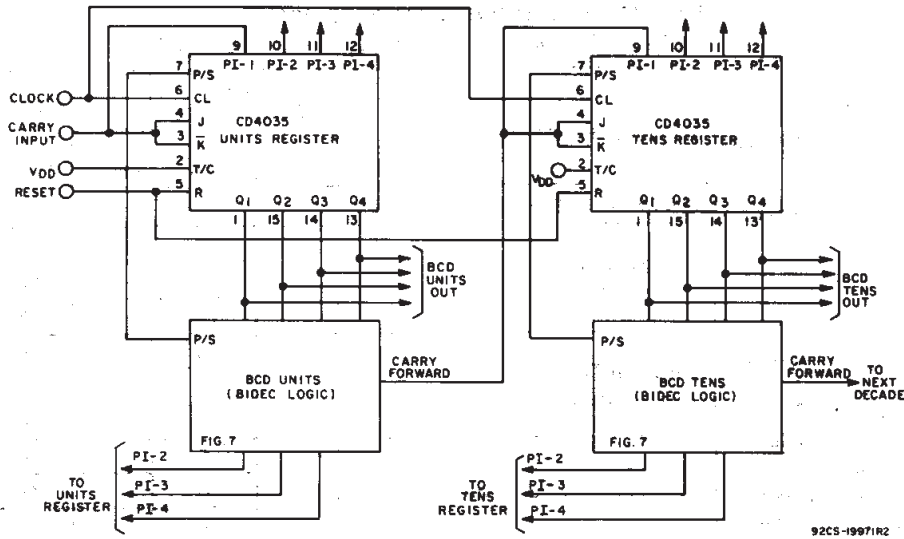 9 10 11 12
PI-1 PI-2 PI-3 PI-4
7 P/S
CLOCK
6 CL
4 J
CARRY INPUT
3 K̅
CD4035
UNITS REGISTER
VDD
2 T/C
RESET
5 R
Q1 Q2 Q3 Q4
1 15 14 13
BCD
UNITS
OUT
P/S
BCD UNITS
(BIDEC LOGIC)
FIG. 7
CARRY
FORWARD
PI-2
PI-3
PI-4
TO
UNITS
REGISTER
9 10 11 12
PI-1 PI-2 PI-3 PI-4
7 P/S
6 CL
4 J
3 K̅
CD4035
TENS REGISTER
VDD
2 T/C
5 R
Q1 Q2 Q3 Q4
1 15 14 13
BCD
TENS
OUT
P/S
BCD TENS
(BIDEC LOGIC)
FIG. 7
CARRY
FORWARD
TO
NEXT
DECADE
PI-2
PI-3
PI-4
TO
TENS
REGISTER
92CS-19971R2